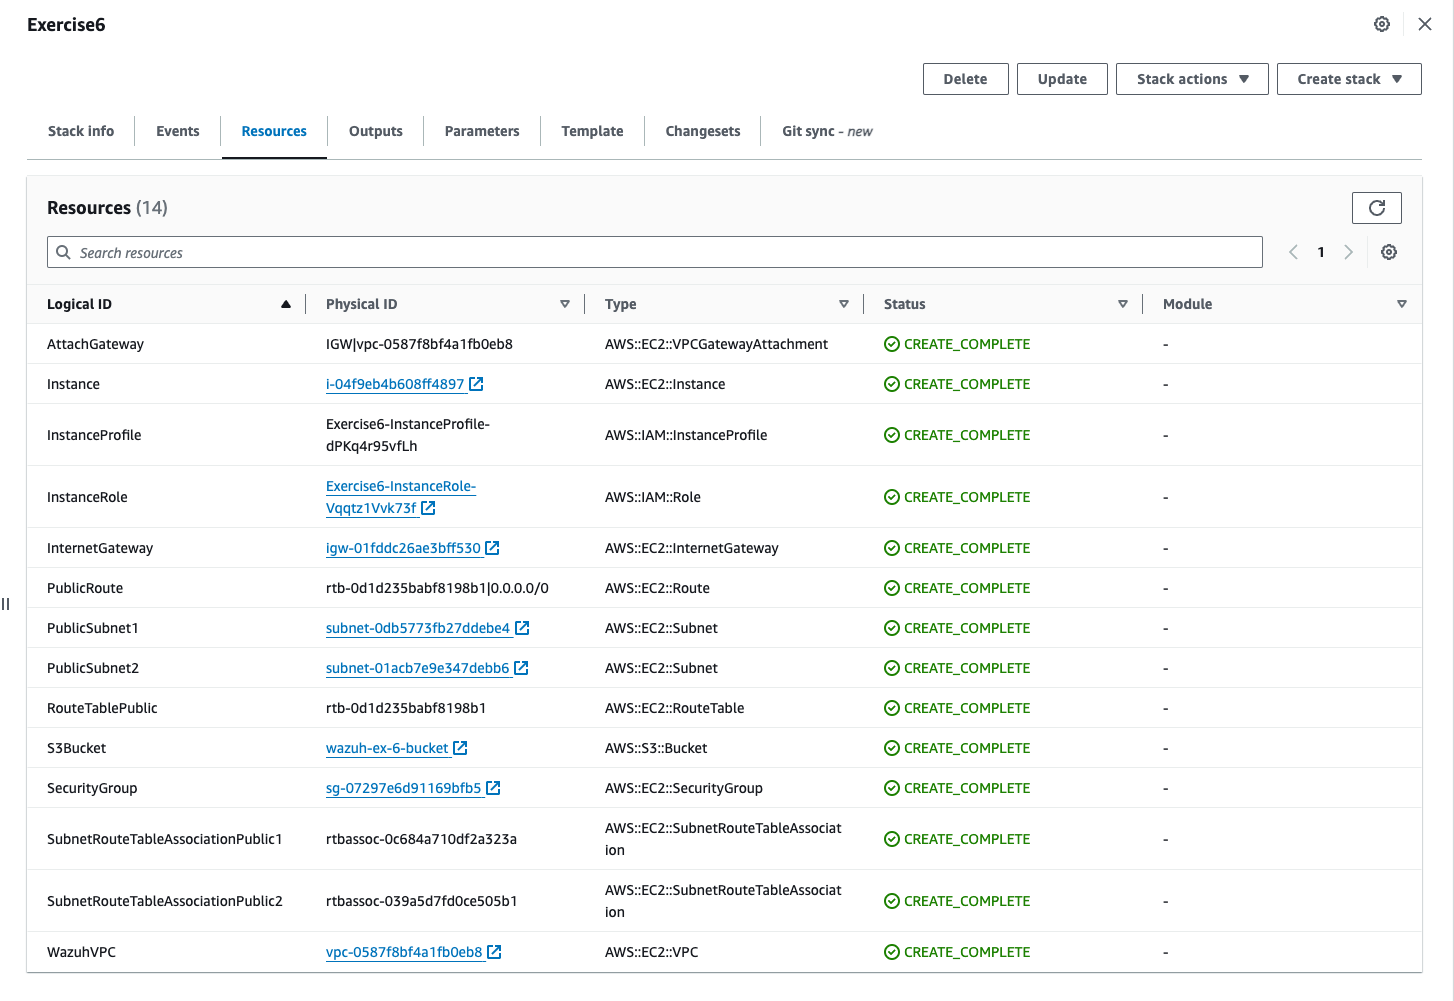 Exercise6
Delete
Update
Stack actions
Create stack
Stack info
Events
Resources
Outputs
Parameters
Template
Changesets
Git sync - new
Resources (14)
Search resources
1
Logical ID Physical ID Type Status Module
AttachGateway IGW|vpc-0587f8bf4a1fb0eb8 AWS::EC2::VPCGatewayAttachment CREATE_COMPLETE -
Instance i-04f9eb4b608ff4897 AWS::EC2::Instance CREATE_COMPLETE -
InstanceProfile Exercise6-InstanceProfile-
dPKq4r95vfLh AWS::IAM::InstanceProfile CREATE_COMPLETE -
InstanceRole Exercise6-InstanceRole-
Vqqtz1Vvk73f AWS::IAM::Role CREATE_COMPLETE -
InternetGateway igw-01fddc26ae3bff530 AWS::EC2::InternetGateway CREATE_COMPLETE -
PublicRoute rtb-0d1d235babf8198b1|0.0.0.0/0 AWS::EC2::Route CREATE_COMPLETE -
PublicSubnet1 subnet-0db5773fb27ddebe4 AWS::EC2::Subnet CREATE_COMPLETE -
PublicSubnet2 subnet-01acb7e9e347debb6 AWS::EC2::Subnet CREATE_COMPLETE -
RouteTablePublic rtb-0d1d235babf8198b1 AWS::EC2::RouteTable CREATE_COMPLETE -
S3Bucket wazuh-ex-6-bucket AWS::S3::Bucket CREATE_COMPLETE -
SecurityGroup sg-07297e6d91169bfb5 AWS::EC2::SecurityGroup CREATE_COMPLETE -
SubnetRouteTableAssociationPublic1 rtbassoc-0c684a710df2a323a AWS::EC2::SubnetRouteTableAssociat
ion CREATE_COMPLETE -
SubnetRouteTableAssociationPublic2 rtbassoc-039a5d7fd0ce505b1 AWS::EC2::SubnetRouteTableAssociat
ion CREATE_COMPLETE -
WazuhVPC vpc-0587f8bf4a1fb0eb8 AWS::EC2::VPC CREATE_COMPLETE -